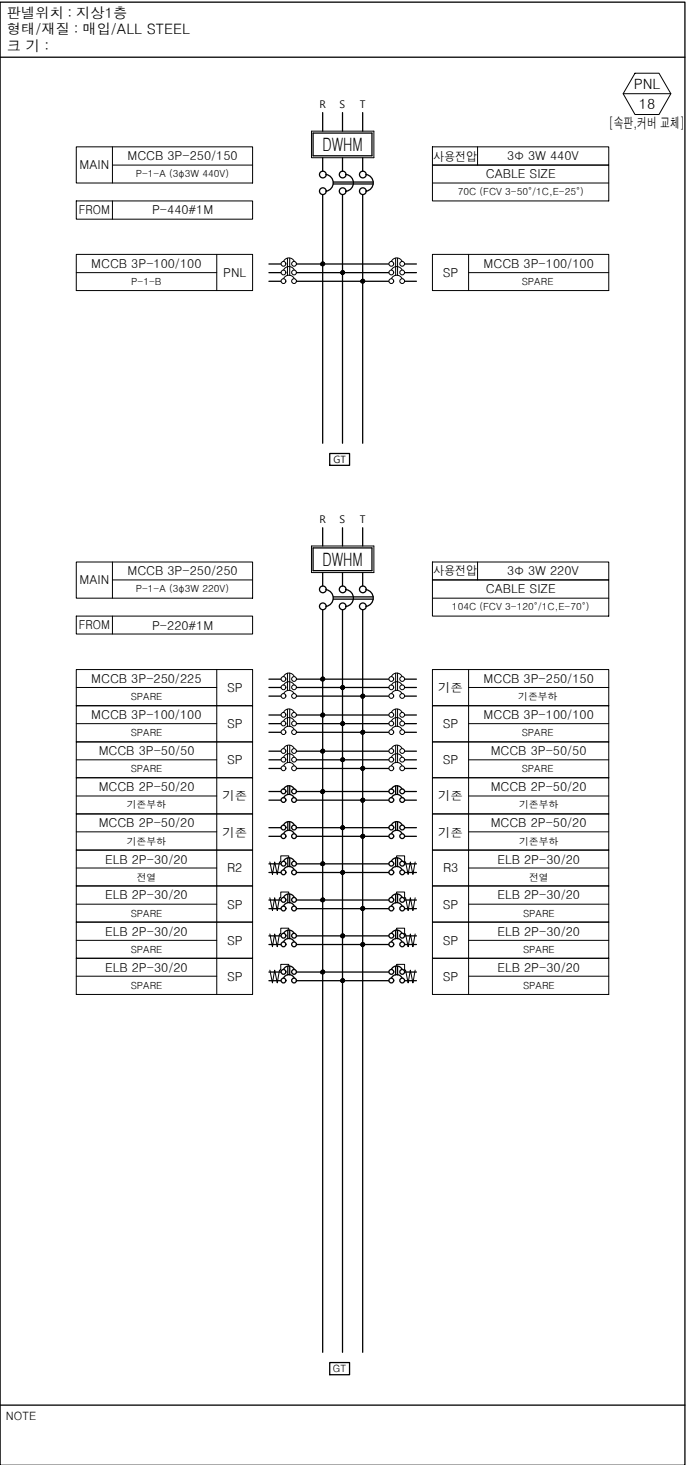 판넬위치 : 지상1층
형태/재질 : 매입/ALL STEEL
크 기 :
PNL
18
[속판,커버 교체]
R S T
DWHM
MAIN MCCB 3P-250/150
P-1-A (3ϕ3W 440V)
사용전압 3Φ 3W 440V
CABLE SIZE
70C (FCV 3-50°/1C,E-25°)
FROM P-440#1M
MCCB 3P-100/100 PNL
P-1-B
SP MCCB 3P-100/100
SPARE
GT
R S T
DWHM
MAIN MCCB 3P-250/250
P-1-A (3ϕ3W 220V)
사용전압 3Φ 3W 220V
CABLE SIZE
104C (FCV 3-120°/1C,E-70°)
FROM P-220#1M
MCCB 3P-250/225 SP
SPARE
기존 MCCB 3P-250/150
기존부하
MCCB 3P-100/100 SP
SPARE
SP MCCB 3P-100/100
SPARE
MCCB 3P-50/50 SP
SPARE
SP MCCB 3P-50/50
SPARE
MCCB 2P-50/20 기존
기존부하
기존 MCCB 2P-50/20
기존부하
MCCB 2P-50/20 기존
기존부하
기존 MCCB 2P-50/20
기존부하
ELB 2P-30/20 R2
전열
R3 ELB 2P-30/20
전열
ELB 2P-30/20 SP
SPARE
SP ELB 2P-30/20
SPARE
ELB 2P-30/20 SP
SPARE
SP ELB 2P-30/20
SPARE
ELB 2P-30/20 SP
SPARE
SP ELB 2P-30/20
SPARE
GT
NOTE